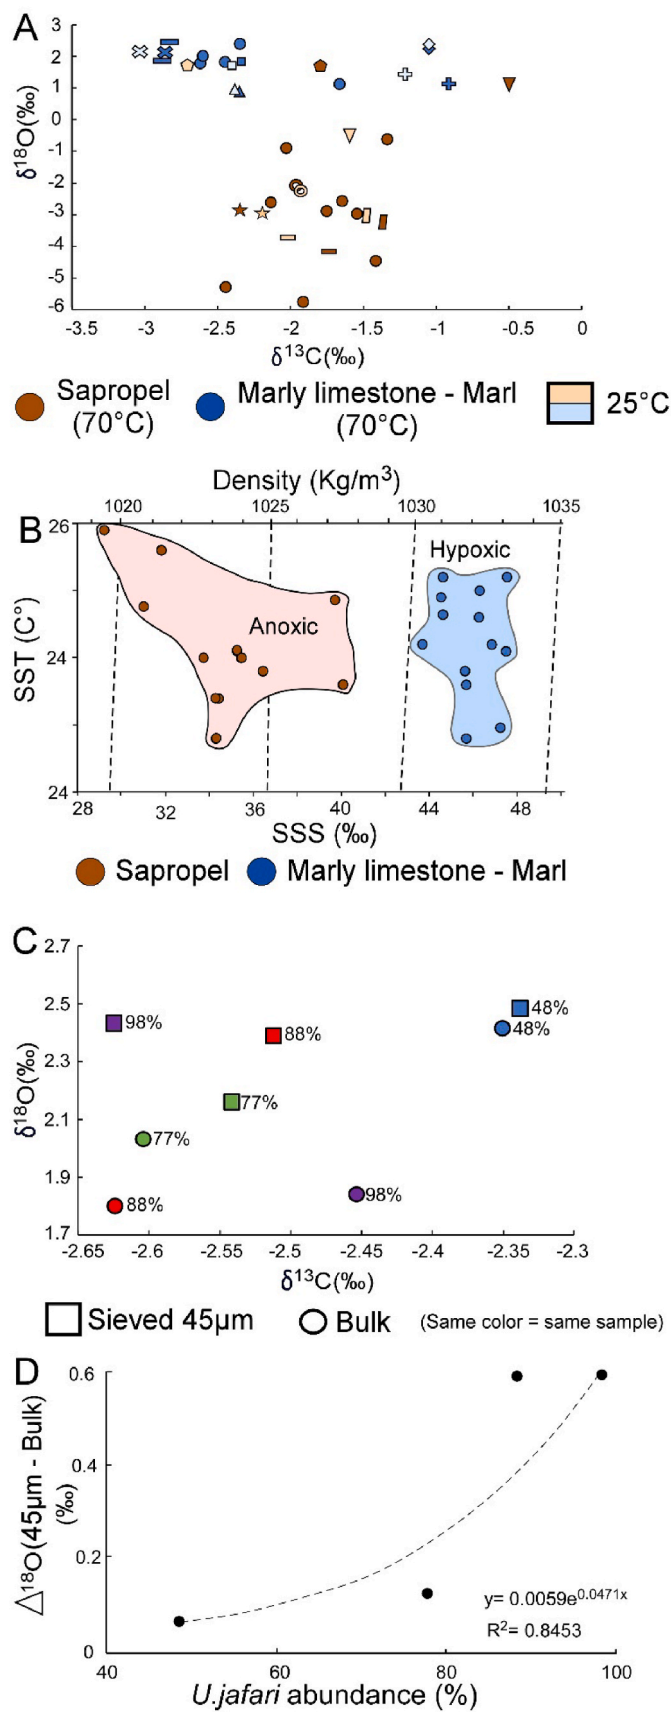 A
δ18O(‰)
3
2
1
0
-1
-2
-3
-4
-5
-6
-3.5 -3 -2.5 -2 -1.5 -1 -0.5 0
δ13C(‰)
Sapropel
(70°C)
Marly limestone - Marl
(70°C)
25°C
Density (Kg/m3)
1020 1025 1030 1035
B
SST (C°)
26
24
24
Anoxic
Hypoxic
28 32 36 40 44 48
SSS (‰)
Sapropel Marly limestone - Marl
C
δ18O(‰)
2.7
2.5
2.3
2.1
1.9
1.7
98%
88%
48%
48%
77%
77%
88%
98%
-2.65 -2.6 -2.55 -2.5 -2.45 -2.4 -2.35 -2.3
δ13C(‰)
Sieved 45µm Bulk (Same color = same sample)
D
△18O(45µm - Bulk)
(‰)
0.6
0.4
0.2
0
y= 0.0059e0.0471x
R2= 0.8453
40 60 80 100
U.jafari abundance (%)